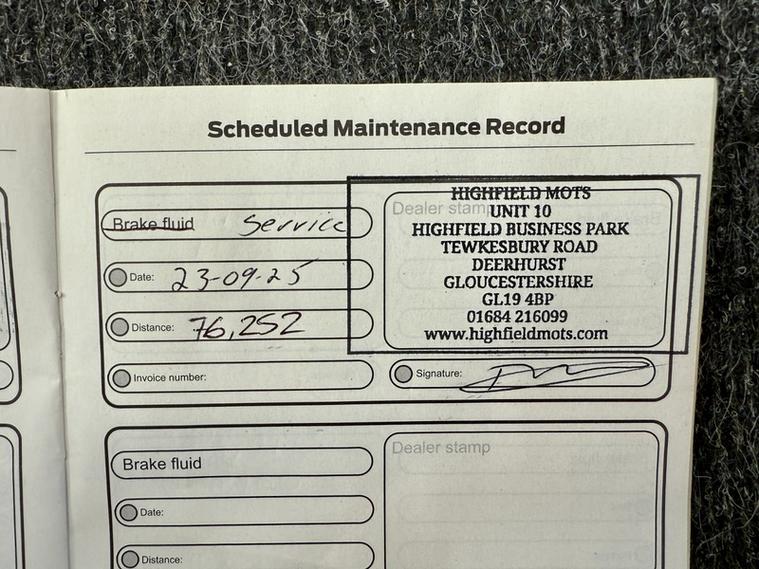 Scheduled Maintenance Record
Brake fluid Service
Date: 23-09-25
Distance: 76,252
Invoice number:
Dealer stamp
HIGHFIELD MOTS
UNIT 10
HIGHFIELD BUSINESS PARK
TEWKESBURY ROAD
DEERHURST
GLOUCESTERSHIRE
GL19 4BP
01684 216099
www.highfieldmots.com
Signature:
Brake fluid
Date:
Distance:
Dealer stamp